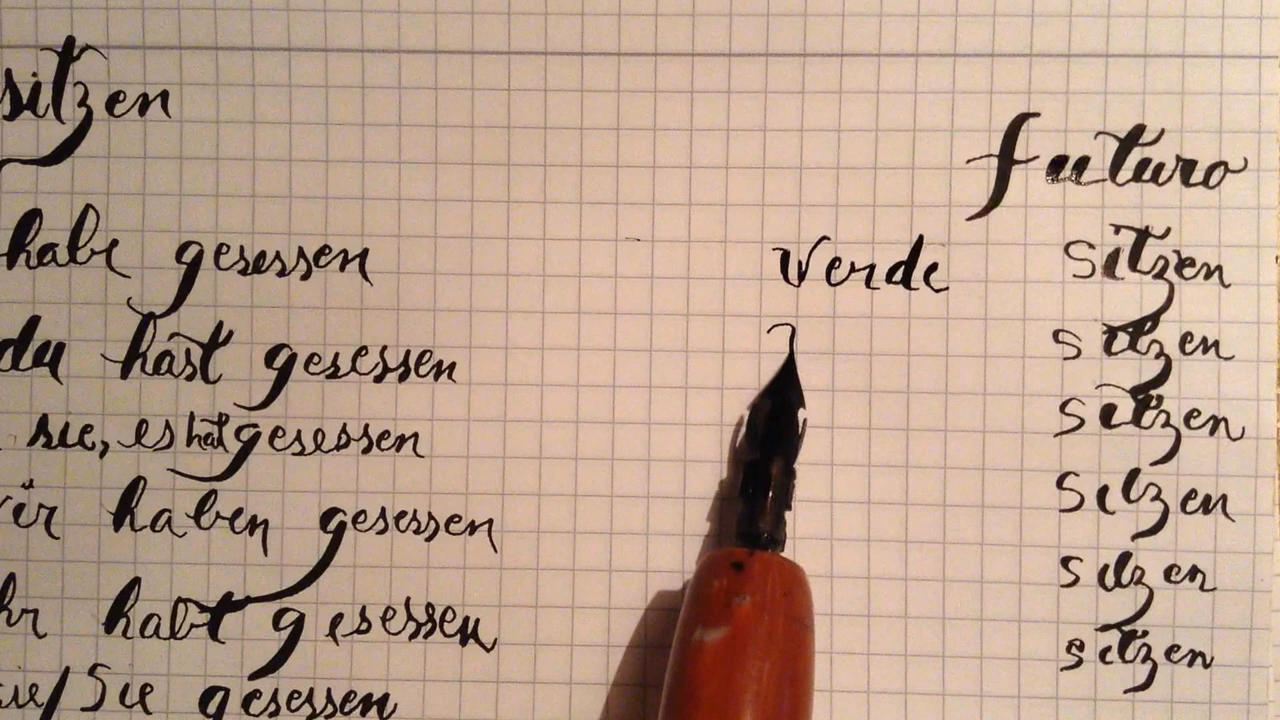 sitzen
futuro
habe gesessen
werde sitzen
du hast gesessen
sitzen
sie, es hat gesessen
sitzen
wir haben gesessen
sitzen
ihr habt gesessen
sitzen
sie/Sie gesessen
sitzen